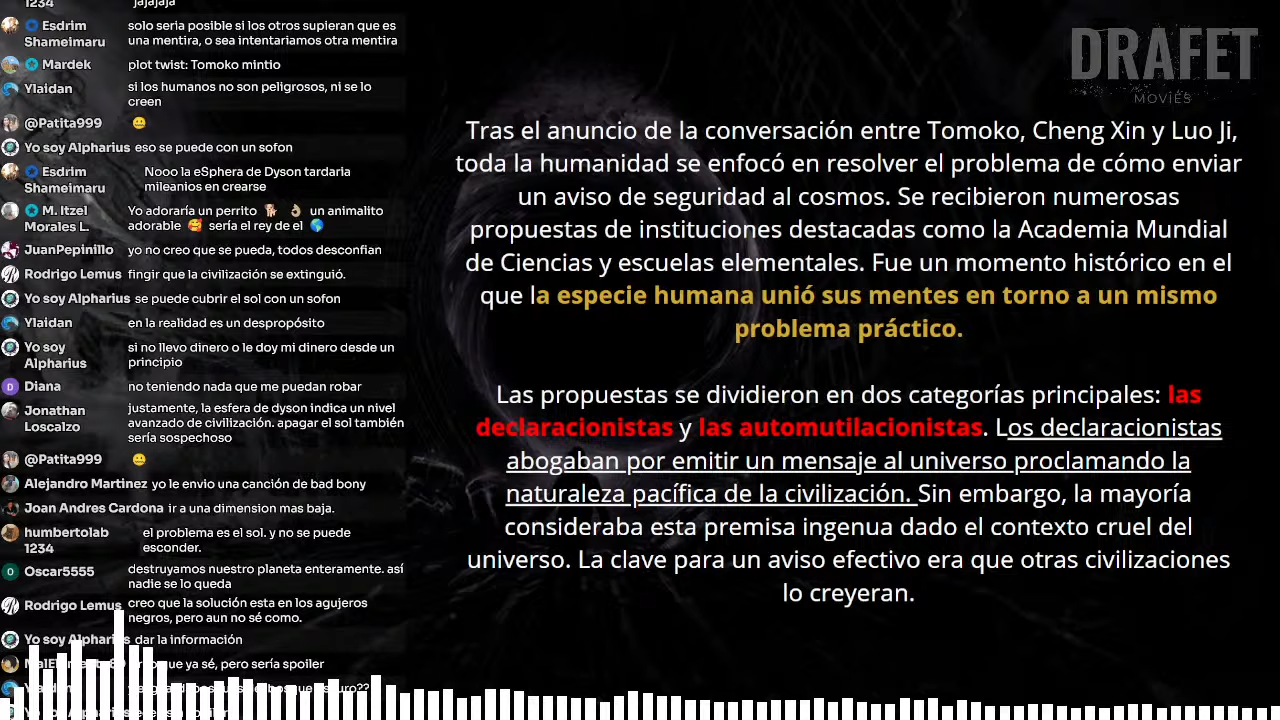 1234
jajajaja
Esdrim Shameimaru
solo seria posible si los otros supieran que es
una mentira, o sea intentariamos otra mentira
Mardek
plot twist: Tomoko mintio
Ylaidan
si los humanos no son peligrosos, ni se lo
creen
@Patita999
Yo soy Alpharius
eso se puede con un sofon
Esdrim Shameimaru
Nooo la eSphera de Dyson tardaria
mileanios en crearse
M. Itzel Morales L.
Yo adoraría un perrito 🐕 👌 un animalito
adorable 🥰 sería el rey de el 🌎
JuanPepinillo
yo no creo que se pueda, todos desconfian
Rodrigo Lemus
fingir que la civilización se extinguió.
Yo soy Alpharius
se puede cubrir el sol con un sofon
Ylaidan
en la realidad es un despropósito
Yo soy Alpharius
si no llevo dinero o le doy mi dinero desde un
principio
D
Diana
no teniendo nada que me puedan robar
Jonathan Loscalzo
justamente, la esfera de dyson indica un nivel
avanzado de civilización. apagar el sol también
sería sospechoso
@Patita999
Alejandro Martinez
yo le envio una canción de bad bony
Joan Andres Cardona
ir a una dimension mas baja.
humbertolab 1234
el problema es el sol. y no se puede
esconder.
O
Oscar5555
destruyamos nuestro planeta enteramente. así
nadie se lo queda
Rodrigo Lemus
creo que la solución esta en los agujeros
negros, pero aun no sé como.
Yo soy Alpharius
dar la información
ya sé, pero sería spoiler
DRAFET
MOVIES
Tras el anuncio de la conversación entre Tomoko, Cheng Xin y Luo Ji,
toda la humanidad se enfocó en resolver el problema de cómo enviar
un aviso de seguridad al cosmos. Se recibieron numerosas
propuestas de instituciones destacadas como la Academia Mundial
de Ciencias y escuelas elementales. Fue un momento histórico en el
que la especie humana unió sus mentes en torno a un mismo
problema práctico.
Las propuestas se dividieron en dos categorías principales: las
declaracionistas y las automutilacionistas. Los declaracionistas
abogaban por emitir un mensaje al universo proclamando la
naturaleza pacífica de la civilización. Sin embargo, la mayoría
consideraba esta premisa ingenua dado el contexto cruel del
universo. La clave para un aviso efectivo era que otras civilizaciones
lo creyeran.